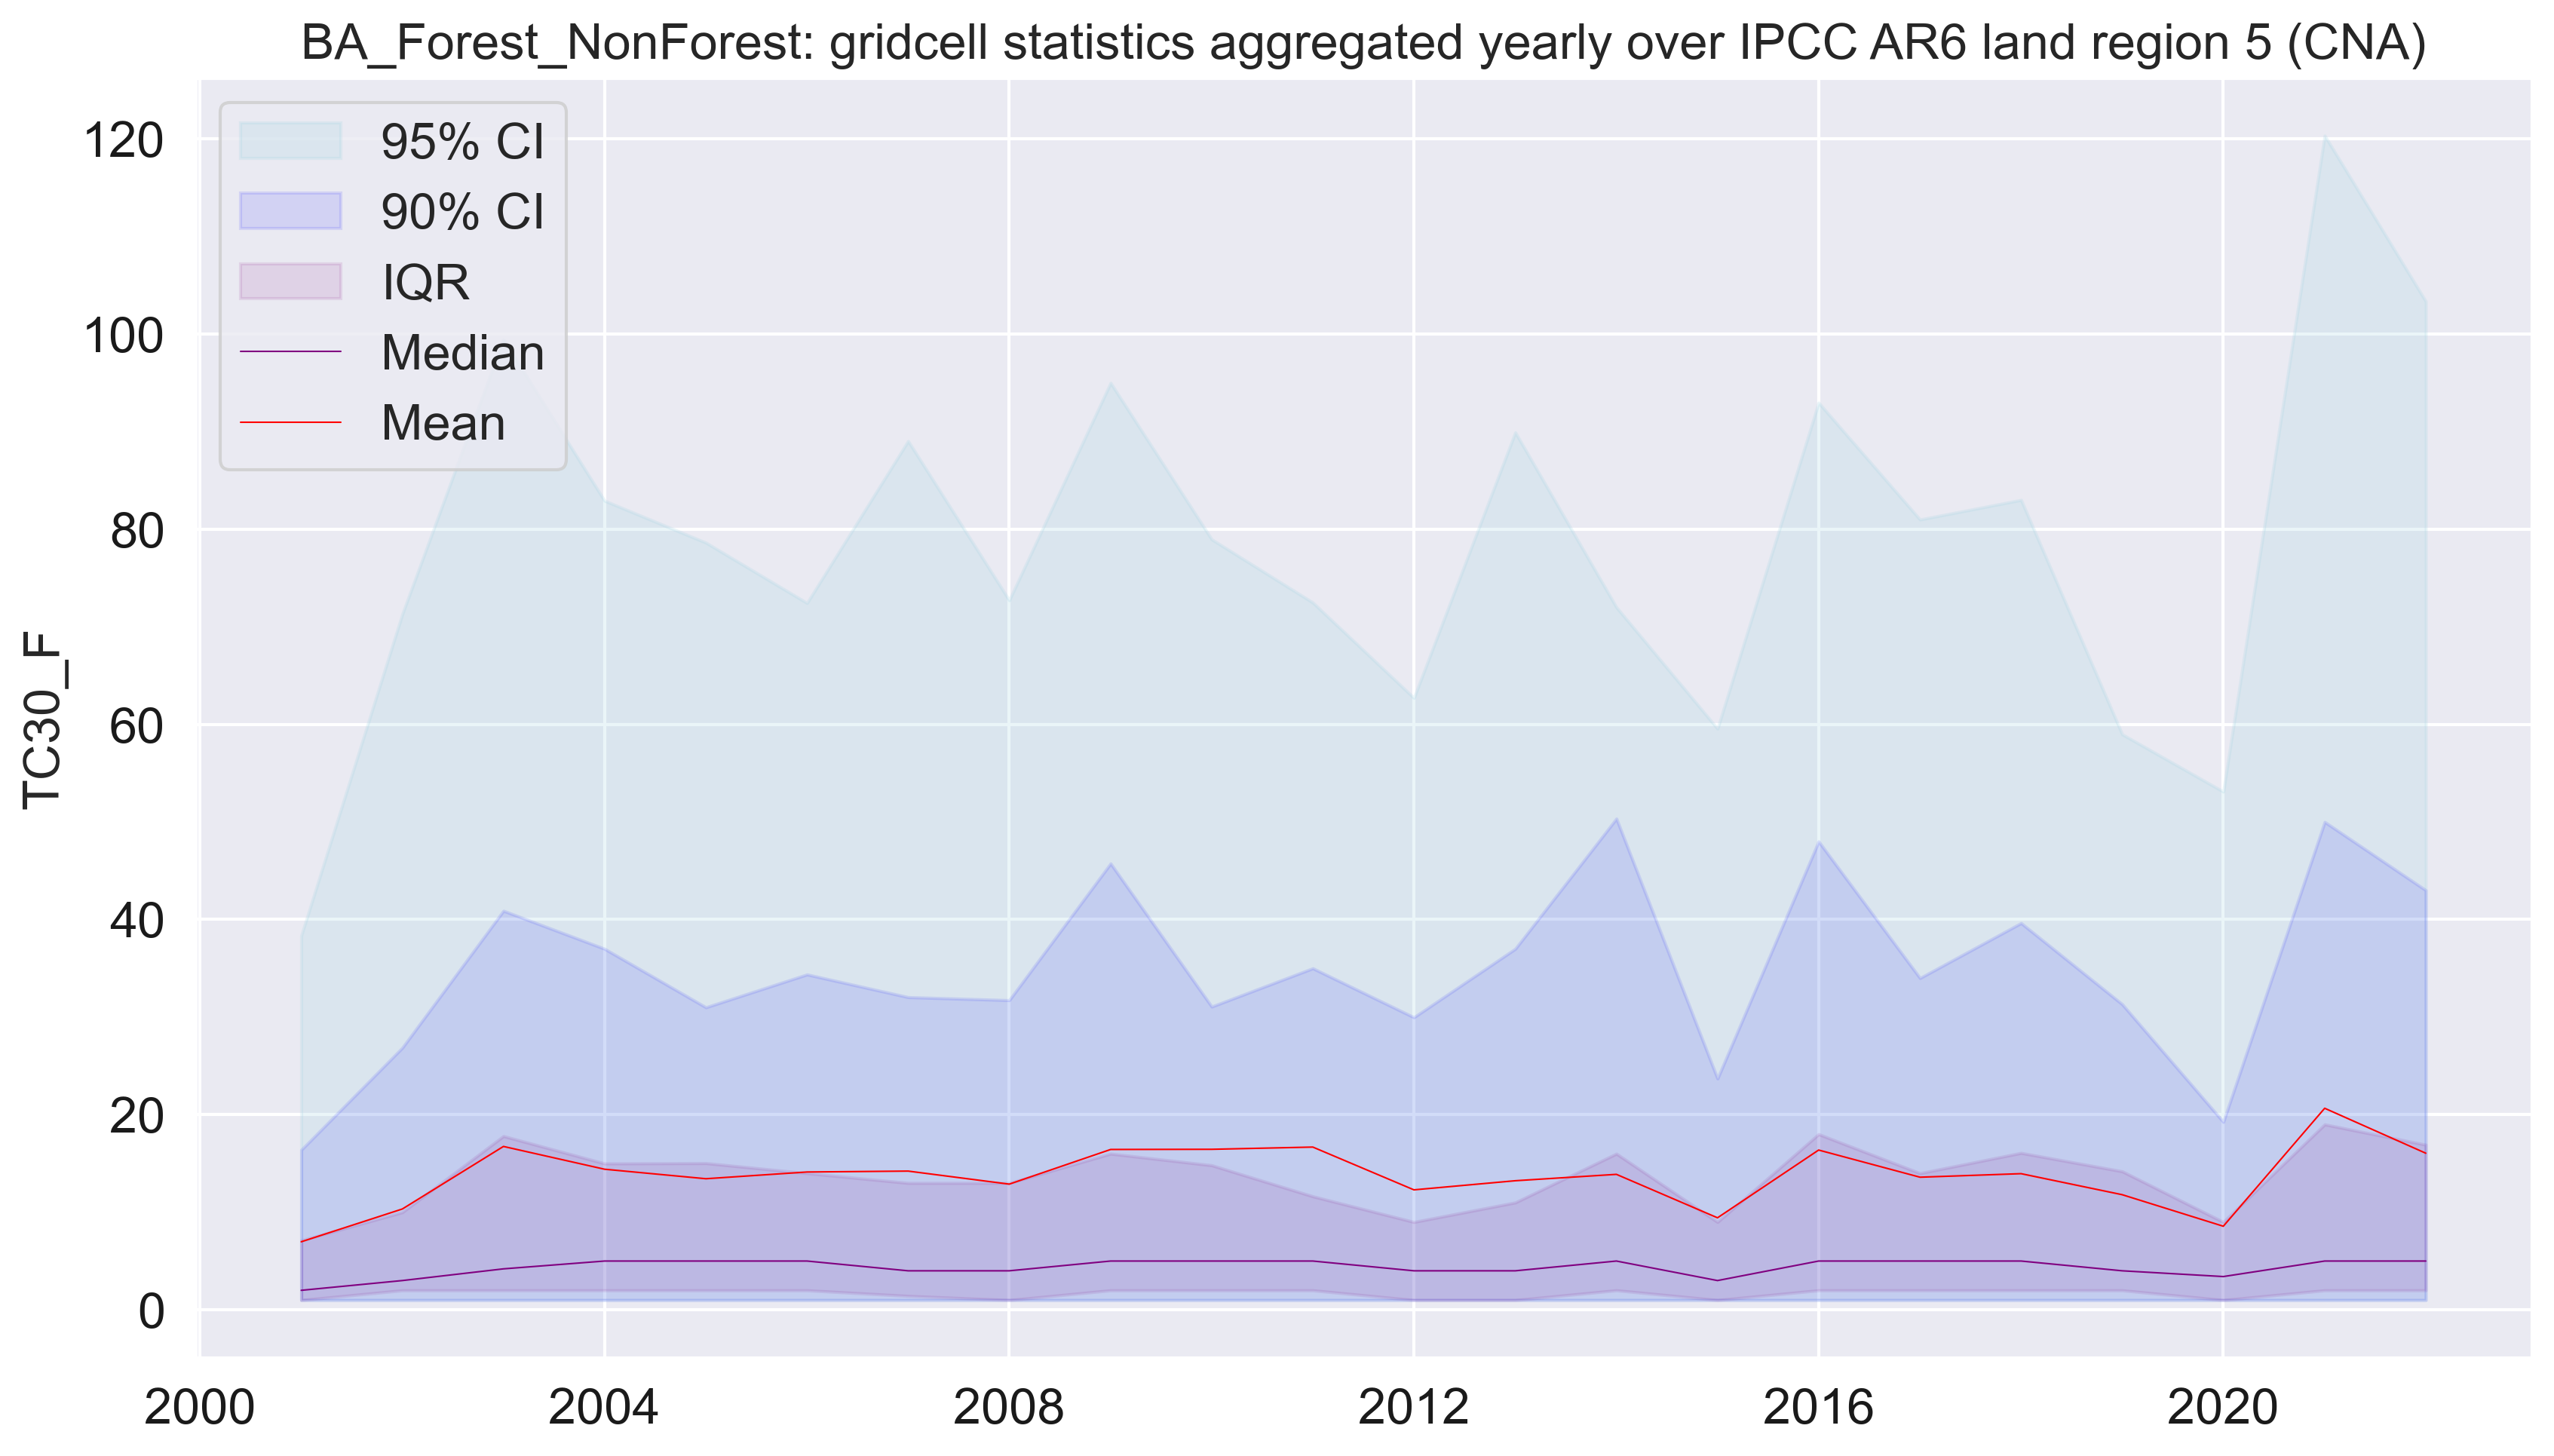 BA_Forest_NonForest: gridcell statistics aggregated yearly over IPCC AR6 land region 5 (CNA)
95% CI
90% CI
IQR
Median
Mean
TC30_F
120
100
80
60
40
20
0
2000 2004 2008 2012 2016 2020